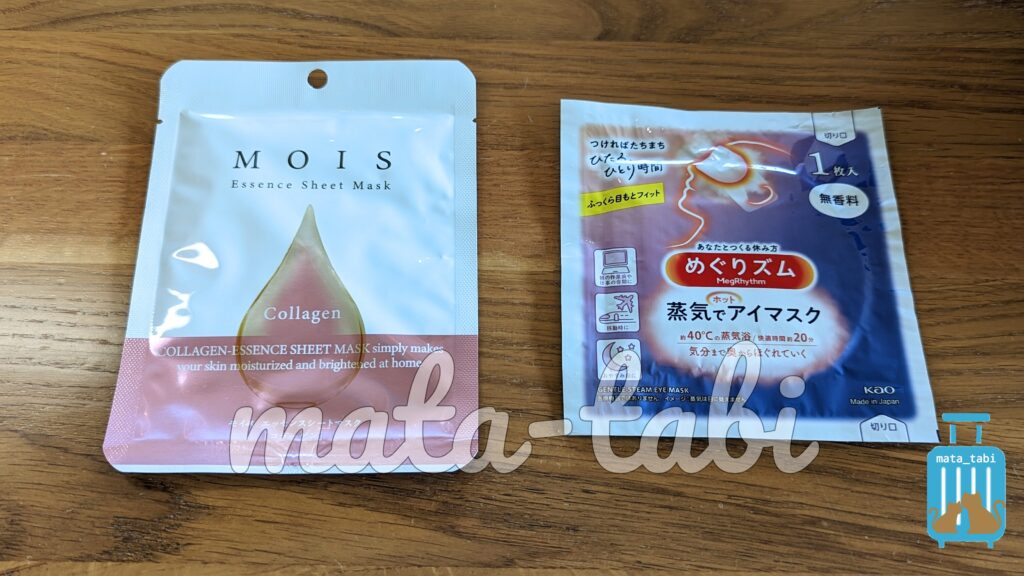 MOIS
Essence Sheet Mask
Collagen
COLLAGEN-ESSENCE SHEET MASK simply makes
your skin moisturized and brightened at home
つければたちまち
ひとり時間
ふっくら目もとフィット
切り口
1枚入
無香料
あなたとつくる休み方
めぐりズム
MegRhythm
蒸気でアイマスク
ホット
約40℃の蒸気浴/快適時間約20分
気分まで奥からほぐれていく
移動時に
GENTLE STEAM EYE MASK
Kao
Made in Japan
切り口
mata-tabi
mata_tabi